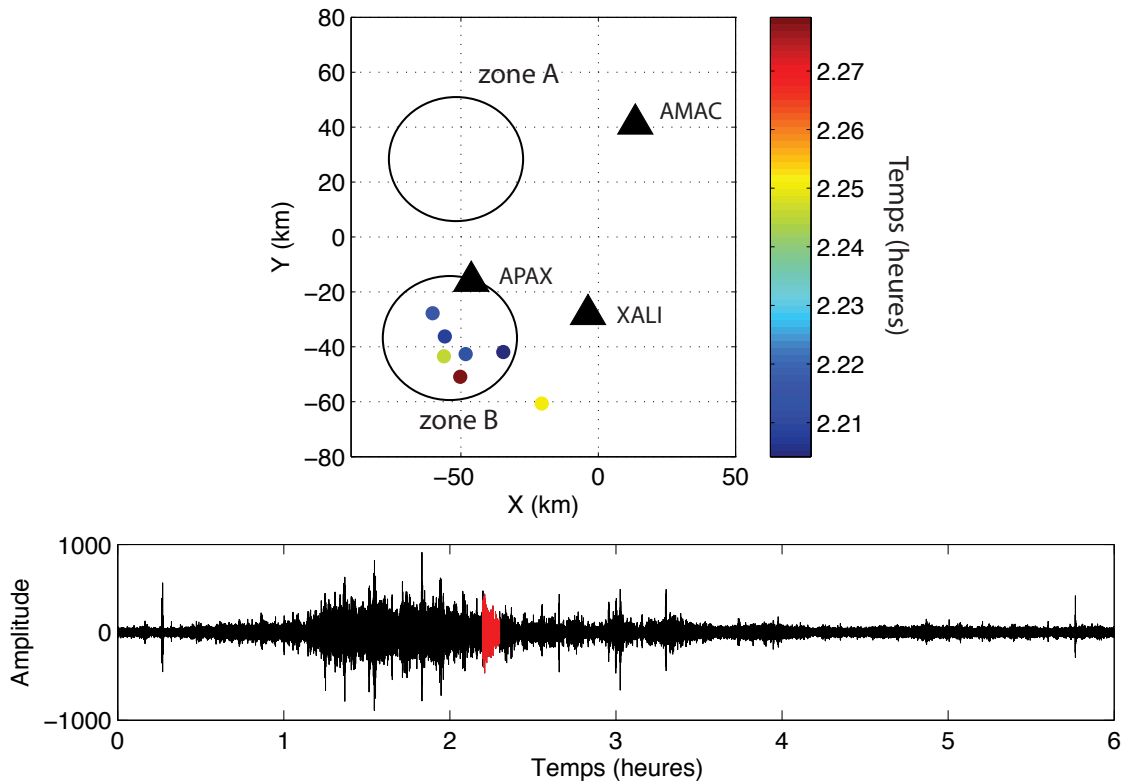 80
60
40
20
0
−20
−40
−60
−80
Y (km)
zone A
AMAC
APAX
XALI
zone B
−50
0
50
X (km)
2.27
2.26
2.25
2.24
2.23
2.22
2.21
Temps (heures)
1000
0
−1000
Amplitude
0
1
2
3
4
5
6
Temps (heures)